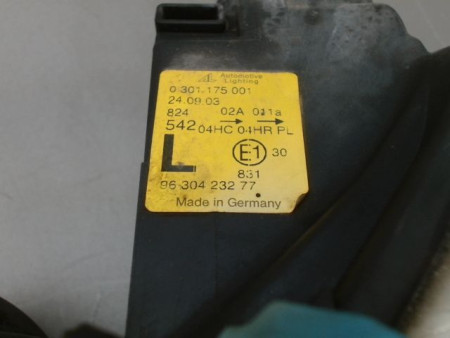 Automotive
Lighting
0 301 175 001
24.09.03
824 02A 011a
542 04HC 04HR PL
L E1 30
831
96 304 232 77
Made in Germany